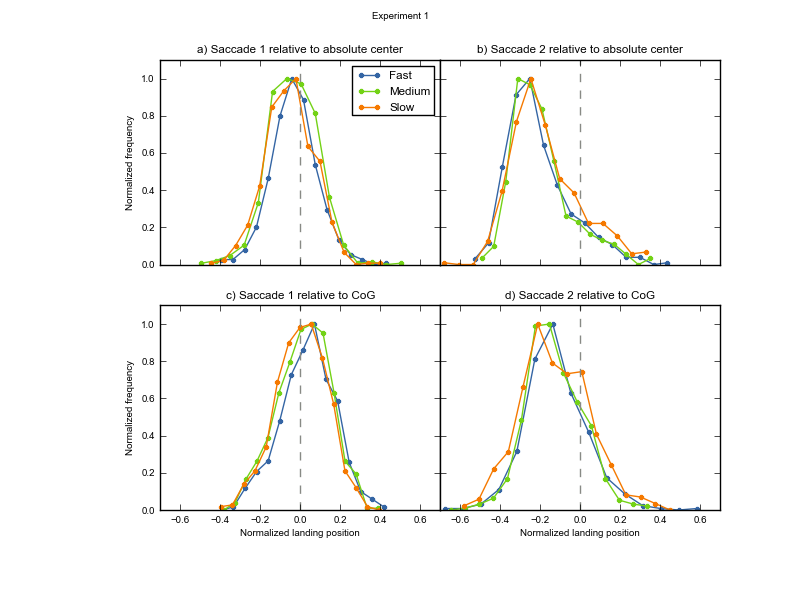 Experiment 1
a) Saccade 1 relative to absolute center
b) Saccade 2 relative to absolute center
Fast
Medium
Slow
Normalized frequency
1.0
0.8
0.6
0.4
0.2
0.0
c) Saccade 1 relative to CoG
d) Saccade 2 relative to CoG
Normalized frequency
1.0
0.8
0.6
0.4
0.2
0.0
−0.6 −0.4 −0.2 0.0 0.2 0.4 0.6
−0.6 −0.4 −0.2 0.0 0.2 0.4 0.6
Normalized landing position
Normalized landing position